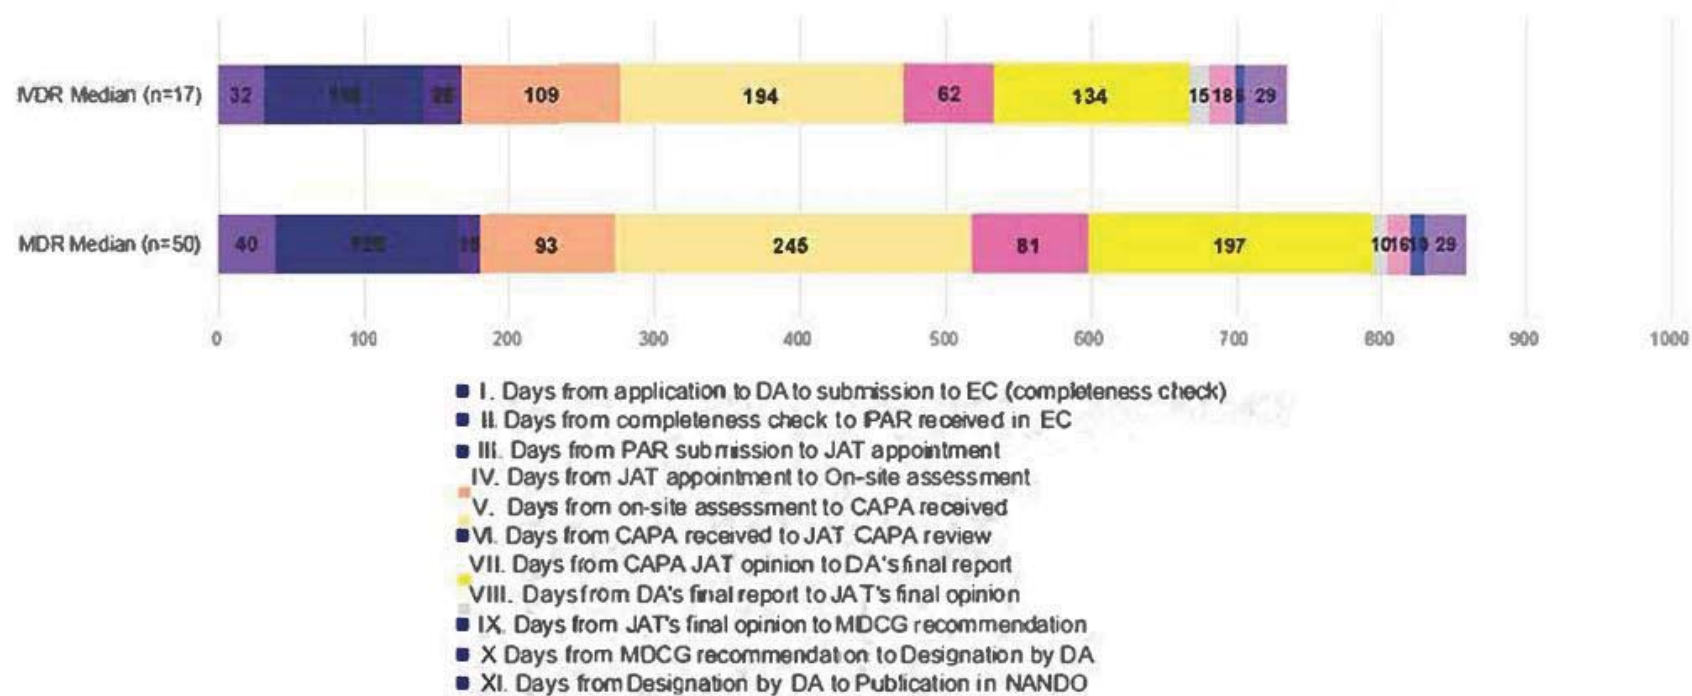 IVDR Median (n=17) 32 109 194 62 134 15 18 29
MDR Median (n=50) 40 93 245 81 197 10 16 29
0 100 200 300 400 500 600 700 800 900 1000
I. Days from application to DA to submission to EC (completeness check)
II. Days from completeness check to PAR received in EC
III. Days from PAR submission to JAT appointment
IV. Days from JAT appointment to On-site assessment
V. Days from on-site assessment to CAPA received
VI. Days from CAPA received to JAT CAPA review
VII. Days from CAPA JAT opinion to DA's final report
VIII. Days from DA's final report to JAT's final opinion
IX. Days from JAT's final opinion to MDCG recommendation
X Days from MDCG recommendation to Designation by DA
XI. Days from Designation by DA to Publication in NANDO